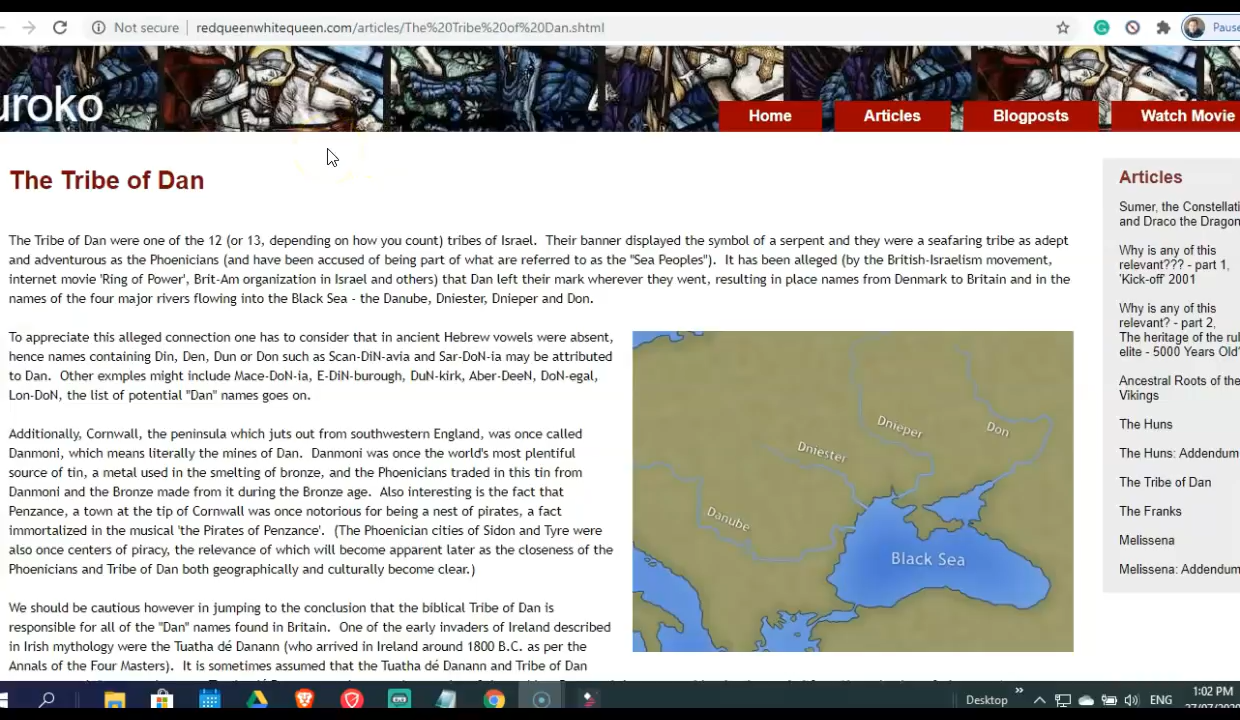 Not secure
redqueenwhitequeen.com/articles/The%20Tribe%20of%20Dan.shtml
uroko
Home
Articles
Blogposts
Watch Movie
The Tribe of Dan
The Tribe of Dan were one of the 12 (or 13, depending on how you count) tribes of Israel. Their banner displayed the symbol of a serpent and they were a seafaring tribe as adept
and adventurous as the Phoenicians (and have been accused of being part of what are referred to as the "Sea Peoples"). It has been alleged (by the British-Israelism movement,
internet movie 'Ring of Power', Brit-Am organization in Israel and others) that Dan left their mark wherever they went, resulting in place names from Denmark to Britain and in the
names of the four major rivers flowing into the Black Sea - the Danube, Dniester, Dnieper and Don.
To appreciate this alleged connection one has to consider that in ancient Hebrew vowels were absent,
hence names containing Din, Den, Dun or Don such as Scan-DiN-avia and Sar-DoN-ia may be attributed
to Dan. Other exmples might include Mace-DoN-ia, E-DiN-burough, DuN-kirk, Aber-DeeN, DoN-egal,
Lon-DoN, the list of potential "Dan" names goes on.
Additionally, Cornwall, the peninsula which juts out from southwestern England, was once called
Danmoni, which means literally the mines of Dan. Danmoni was once the world's most plentiful
source of tin, a metal used in the smelting of bronze, and the Phoenicians traded in this tin from
Danmoni and the Bronze made from it during the Bronze age. Also interesting is the fact that
Penzance, a town at the tip of Cornwall was once notorious for being a nest of pirates, a fact
immortalized in the musical 'the Pirates of Penzance'. (The Phoenician cities of Sidon and Tyre were
also once centers of piracy, the relevance of which will become apparent later as the closeness of the
Phoenicians and Tribe of Dan both geographically and culturally become clear.)
We should be cautious however in jumping to the conclusion that the biblical Tribe of Dan is
responsible for all of the "Dan" names found in Britain. One of the early invaders of Ireland described
in Irish mythology were the Tuatha dé Danann (who arrived in Ireland around 1800 B.C. as per the
Annals of the Four Masters). It is sometimes assumed that the Tuatha dé Danann and Tribe of Dan
Danube
Dniester
Dnieper
Don
Black Sea
Articles
Sumer, the Constellati
and Draco the Dragon
Why is any of this
relevant??? - part 1,
'Kick-off' 2001
Why is any of this
relevant? - part 2,
The heritage of the rul
elite - 5000 Years Old?
Ancestral Roots of the
Vikings
The Huns
The Huns: Addendum
The Tribe of Dan
The Franks
Melissena
Melissena: Addendum
Pause
Desktop
ENG
1:02 PM